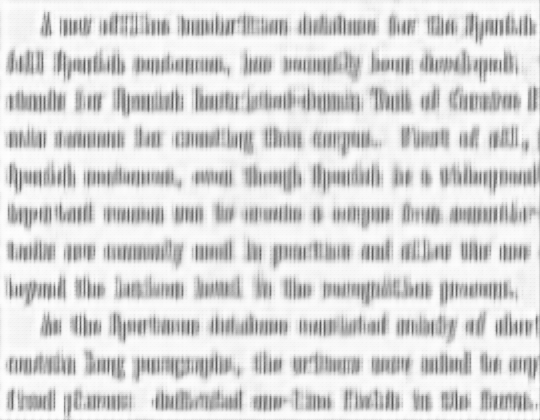 A new offline handwritten database for the Spanish
full Spanish sentences, has recently been developed:
stands for Spanish Restricted-domain Task of Cursive
main reasons for creating this corpus. First of all,
Spanish sentences, even though Spanish is a widespread
important reason was to create a corpus from semantic-
tasks are commonly used in practice and allow the use
beyond the lexicon level in the recognition process.
As the Spartacus database consisted mainly of short
contain long paragraphs, the writers were asked to copy
fixed places: dedicated one-line fields in the forms.